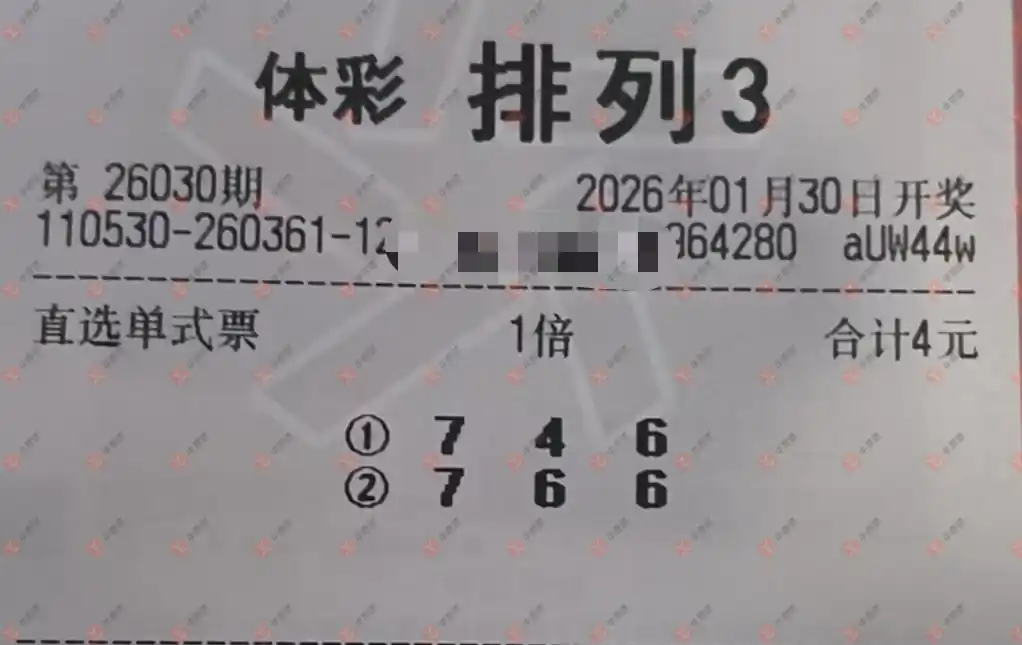 体彩 排列3
第 26030期 2026年01月30日开奖
110530-260361-12 964280 aUW44w
直选单式票 1倍 合计4元
① 7 4 6
② 7 6 6